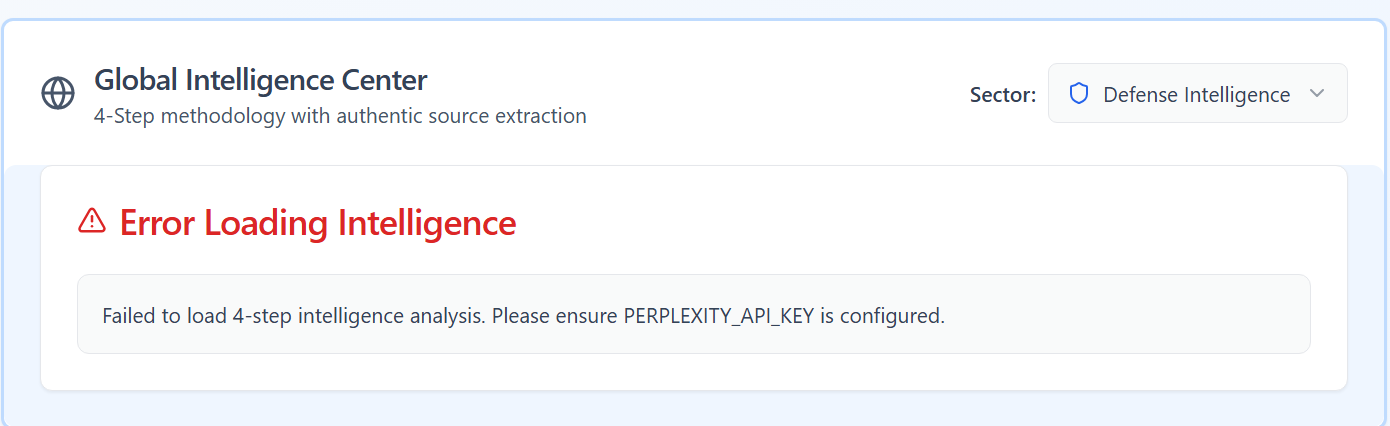 Global Intelligence Center
4-Step methodology with authentic source extraction
Sector:
Defense Intelligence
Error Loading Intelligence
Failed to load 4-step intelligence analysis. Please ensure PERPLEXITY_API_KEY is configured.